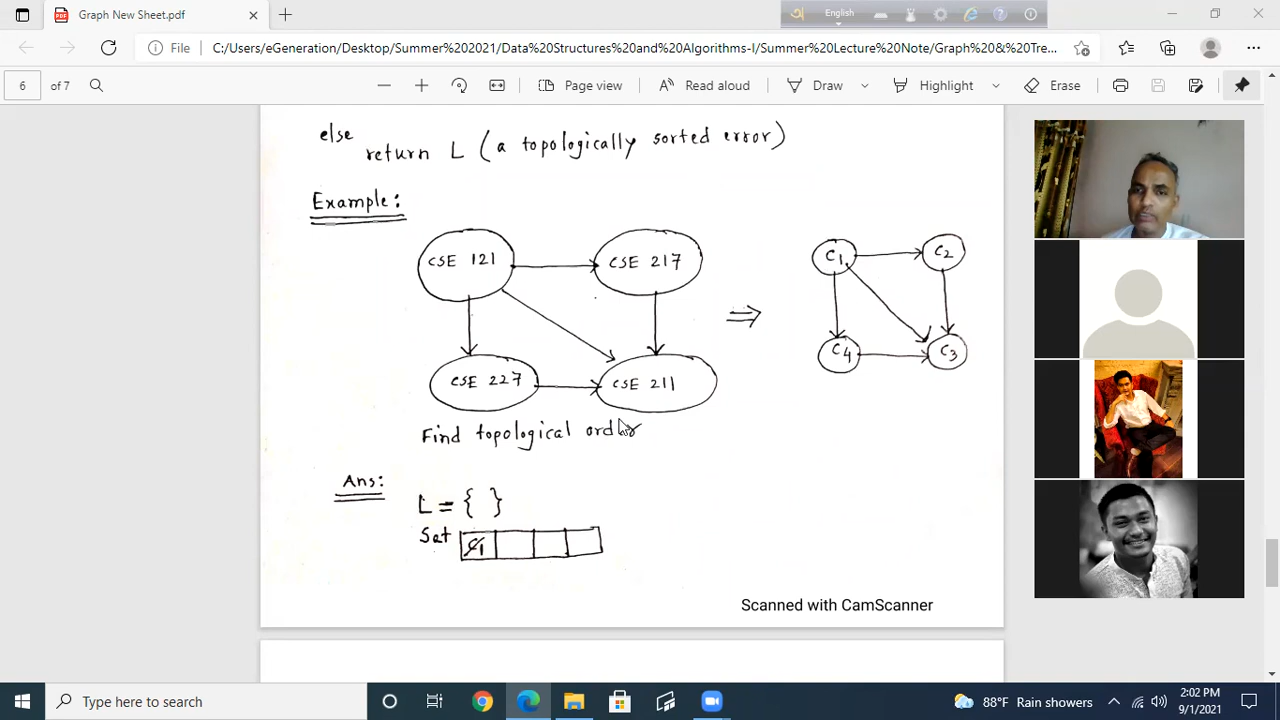 Graph New Sheet.pdf
English
File
C:/Users/eGeneration/Desktop/Summer%202021/Data%20Structures%20and%20Algorithms-I/Summer%20Lecture%20Note/Graph%20&%20Tre...
6 of 7
Page view
Read aloud
Draw
Highlight
Erase
else
return L (a topologically sorted error)
Example:
CSE 121
CSE 217
C1
C2
⇒
CSE 227
CSE 211
C4
C3
Find topological order
Ans:
L = { }
Set C1
Scanned with CamScanner
Type here to search
88°F Rain showers
2:02 PM
9/1/2021